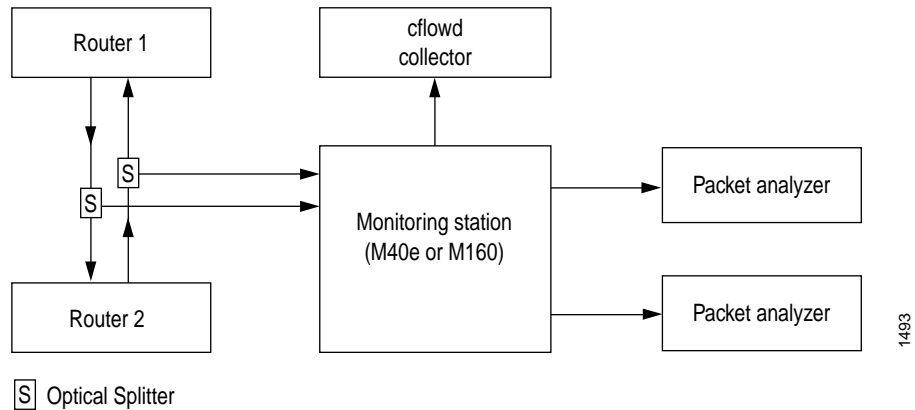 Router 1
cflowd
collector
S
S
Packet analyzer
Monitoring station
(M40e or M160)
Router 2
Packet analyzer
1493
S Optical Splitter